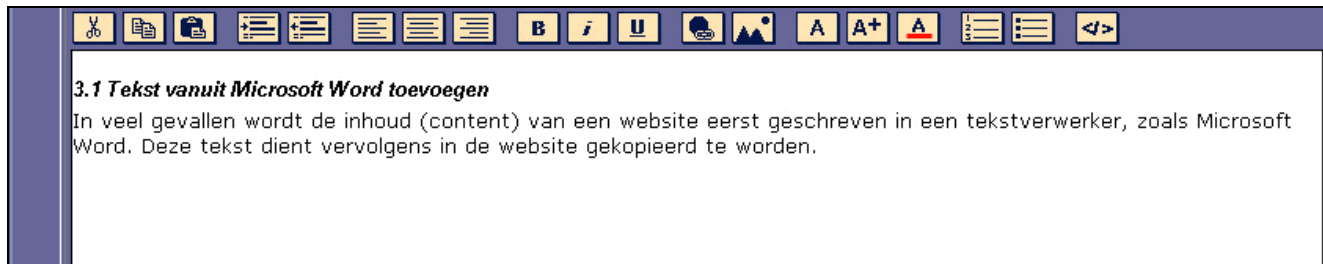 B i U A A+ A </>
3.1 Tekst vanuit Microsoft Word toevoegen
In veel gevallen wordt de inhoud (content) van een website eerst geschreven in een tekstverwerker, zoals Microsoft
Word. Deze tekst dient vervolgens in de website gekopieerd te worden.